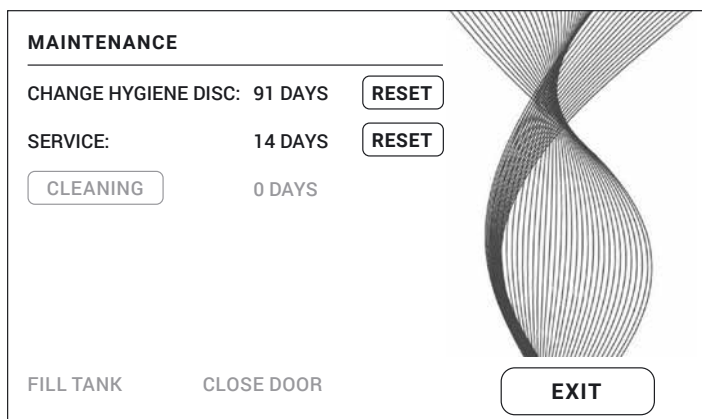 MAINTENANCE
CHANGE HYGIENE DISC: 91 DAYS RESET
SERVICE: 14 DAYS RESET
CLEANING 0 DAYS
FILL TANK CLOSE DOOR EXIT